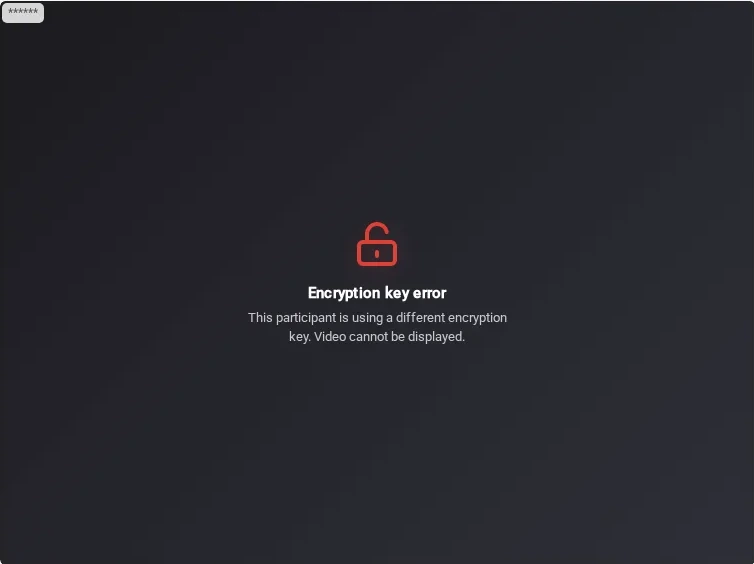 ******
Encryption key error
This participant is using a different encryption
key. Video cannot be displayed.